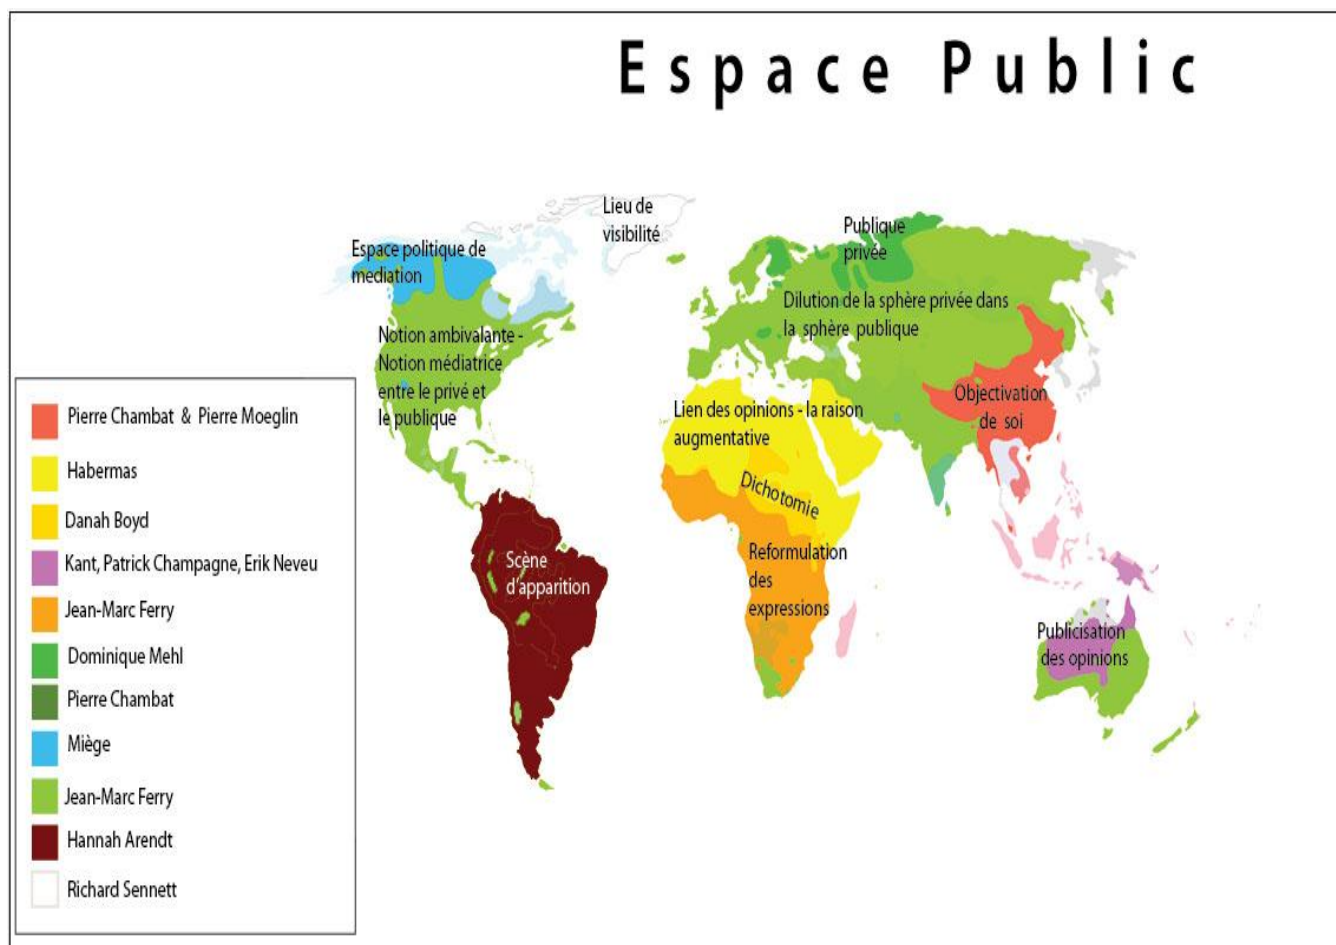 Espace Public
Lieu de
visibilité
Publique
privée
Espace politique de
mediation
Dilution de la sphère privée dans
la sphère publique
Notion ambivalante -
Notion médiatrice
entre le privé et
le publique
Objectivation
de soi
Lien des opinions - la raison
augmentative
Dichotomie
Scène
d'apparition
Reformulation
des
expressions
Publicisation
des opinions
Pierre Chambat & Pierre Moeglin
Habermas
Danah Boyd
Kant, Patrick Champagne, Erik Neveu
Jean-Marc Ferry
Dominique Mehl
Pierre Chambat
Miège
Jean-Marc Ferry
Hannah Arendt
Richard Sennett